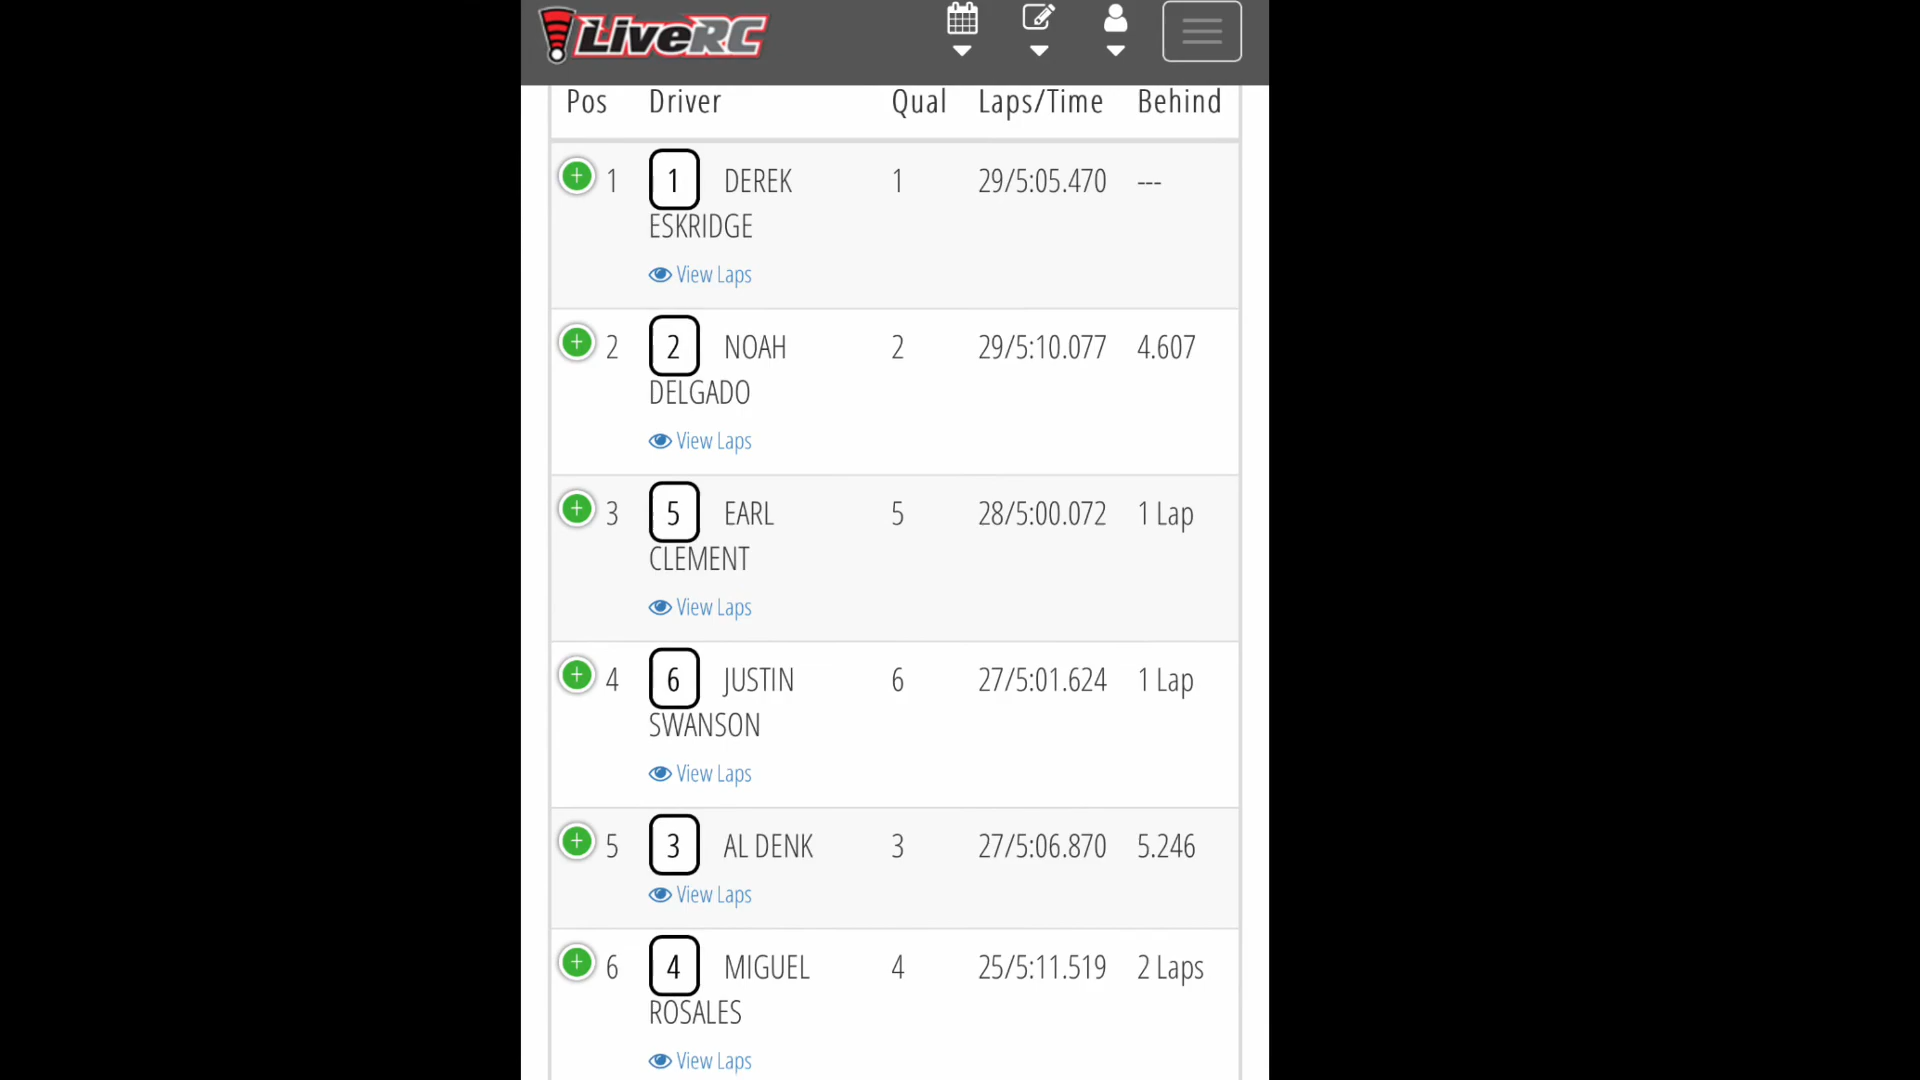 LiveRC
Pos Driver Qual Laps/Time Behind
1 1 DEREK 1 29/5:05.470 ---
ESKRIDGE
View Laps
2 2 NOAH 2 29/5:10.077 4.607
DELGADO
View Laps
3 5 EARL 5 28/5:00.072 1 Lap
CLEMENT
View Laps
4 6 JUSTIN 6 27/5:01.624 1 Lap
SWANSON
View Laps
5 3 AL DENK 3 27/5:06.870 5.246
View Laps
6 4 MIGUEL 4 25/5:11.519 2 Laps
ROSALES
View Laps